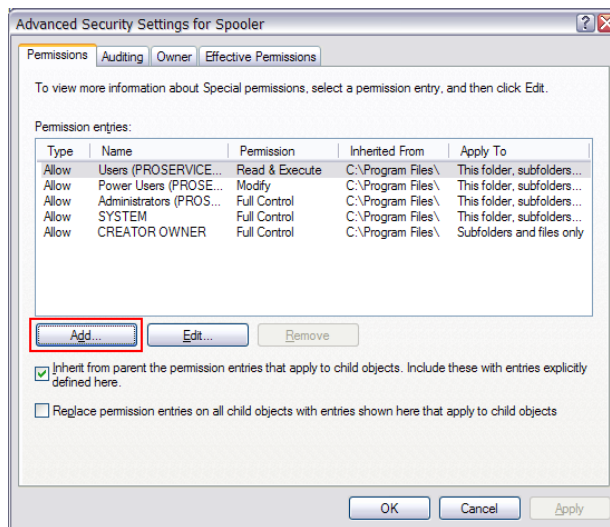 Advanced Security Settings for Spooler
Permissions Auditing Owner Effective Permissions
To view more information about Special permissions, select a permission entry, and then click Edit.
Permission entries:
Type Name Permission Inherited From Apply To
Allow Users (PROSERVICE... Read & Execute C:\Program Files\ This folder, subfolders...
Allow Power Users (PROSE... Modify C:\Program Files\ This folder, subfolders...
Allow Administrators (PROS... Full Control C:\Program Files\ This folder, subfolders...
Allow SYSTEM Full Control C:\Program Files\ This folder, subfolders...
Allow CREATOR OWNER Full Control C:\Program Files\ Subfolders and files only
Add... Edit... Remove
Inherit from parent the permission entries that apply to child objects. Include these with entries explicitly
defined here.
Replace permission entries on all child objects with entries shown here that apply to child objects
OK Cancel Apply